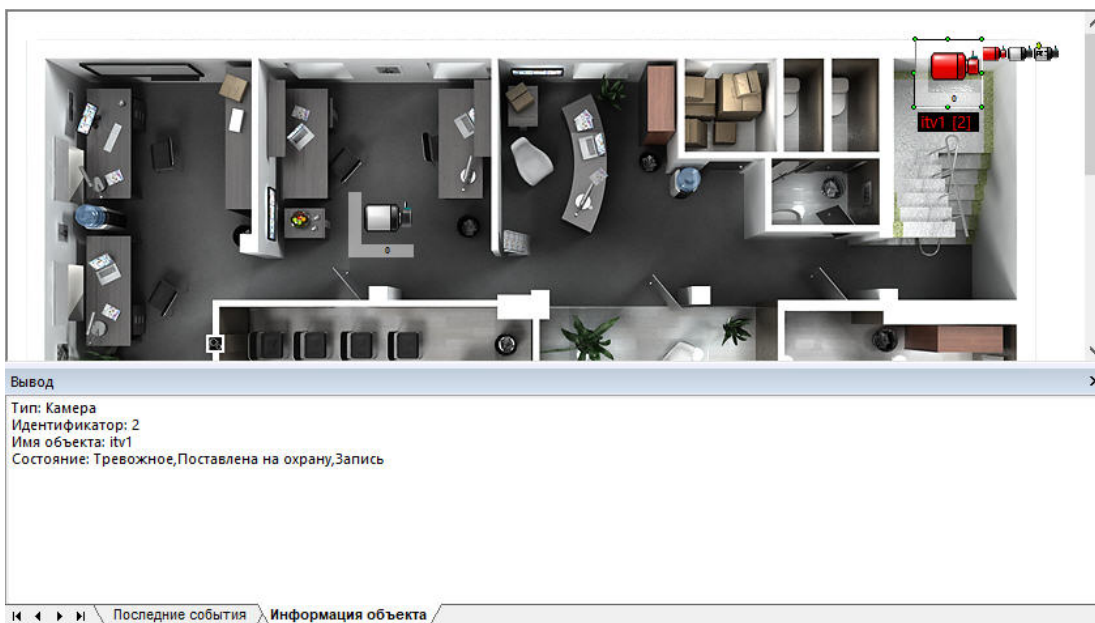 itv1 [2]
Вывод
Тип: Камера
Идентификатор: 2
Имя объекта: itv1
Состояние: Тревожное,Поставлена на охрану,Запись
Последние события
Информация объекта